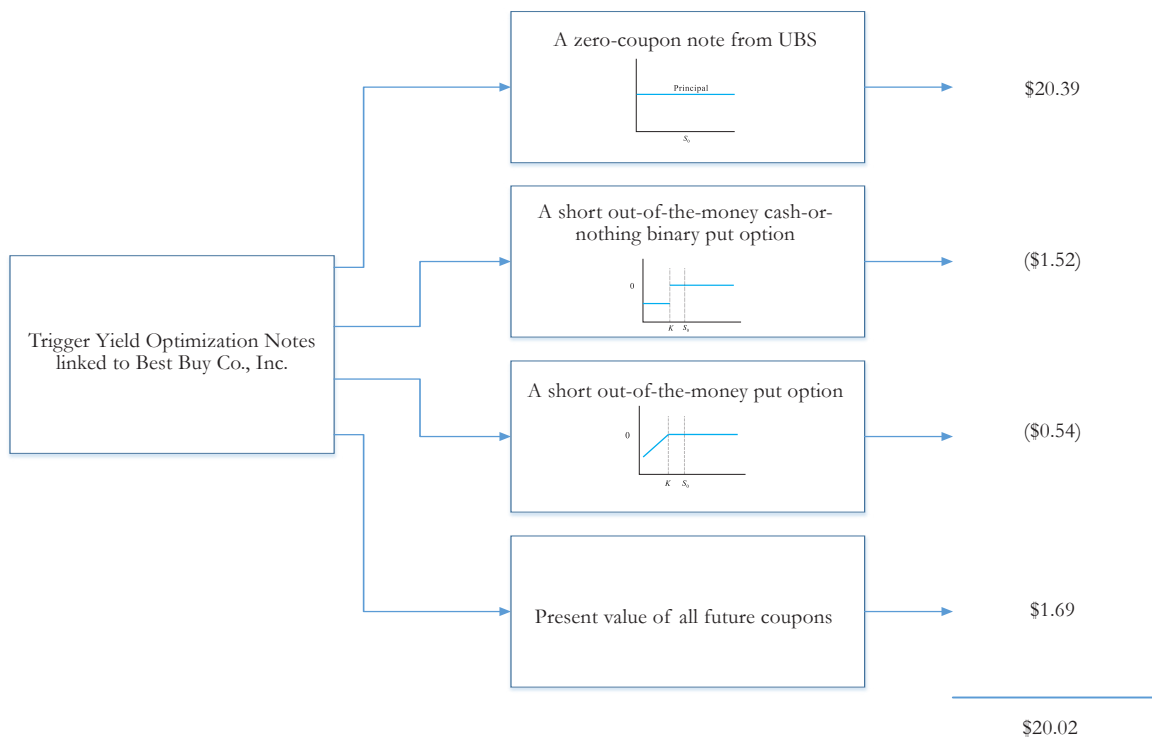 A zero-coupon note from UBS
Principal
S₀
$20.39
A short out-of-the-money cash-or-
nothing binary put option
0
K S₀
($1.52)
Trigger Yield Optimization Notes
linked to Best Buy Co., Inc.
A short out-of-the-money put option
0
K S₀
($0.54)
Present value of all future coupons
$1.69
$20.02